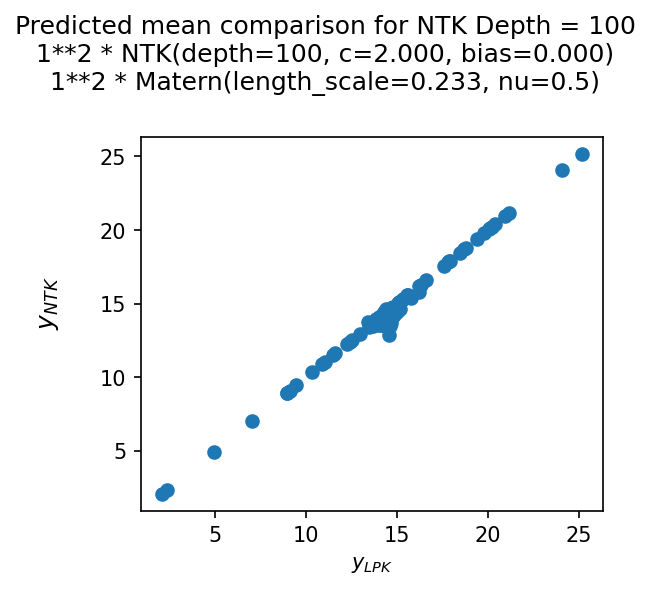 Predicted mean comparison for NTK Depth = 100
1**2 * NTK(depth=100, c=2.000, bias=0.000)
1**2 * Matern(length_scale=0.233, nu=0.5)
25
20
15
10
5
y_NTK
5 10 15 20 25
y_LPK